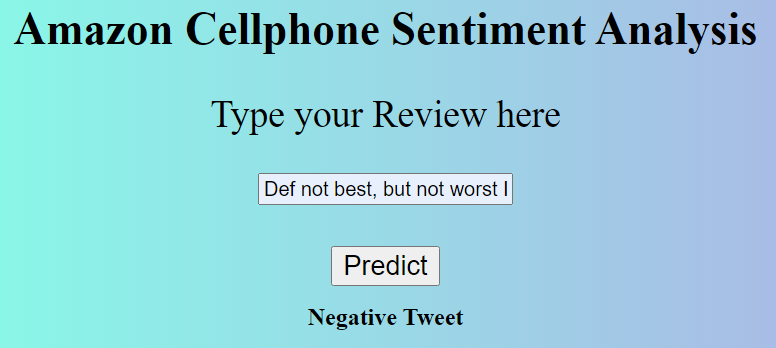 Amazon Cellphone Sentiment Analysis
Type your Review here
Def not best, but not worst I
Predict
Negative Tweet